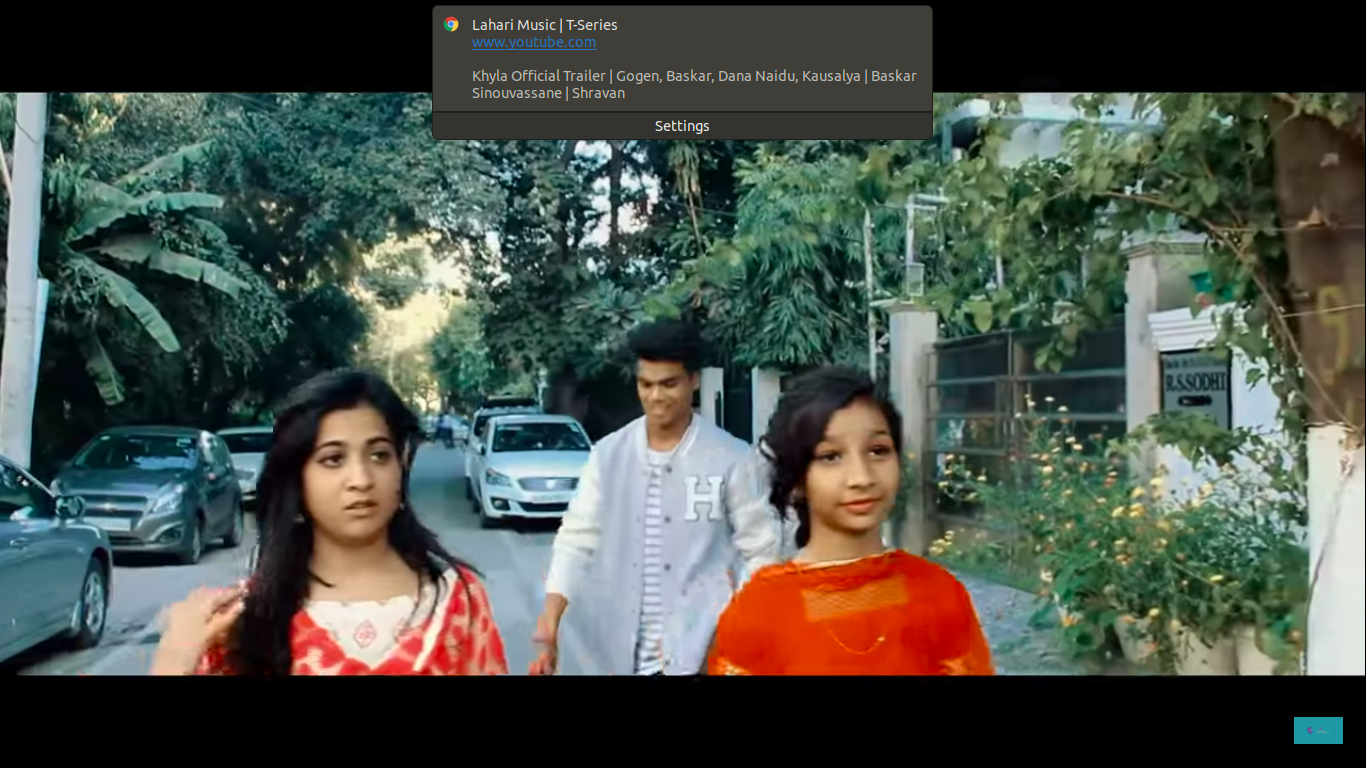 Lahari Music | T-Series
www.youtube.com
Khyla Official Trailer | Gogen, Baskar, Dana Naidu, Kausalya | Baskar
Sinouvassane | Shravan
Settings
R.S.SODHI
H